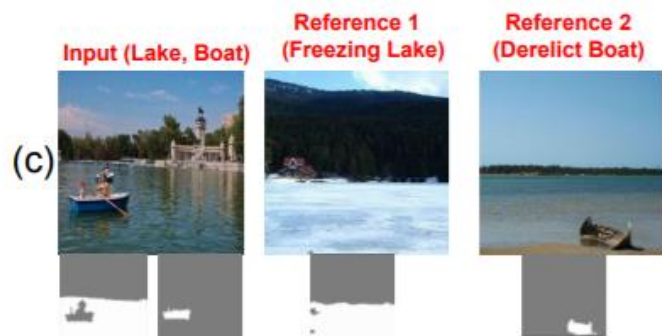 Reference 1
Reference 2
Input (Lake, Boat)
(Freezing Lake)
(Derelict Boat)
(c)